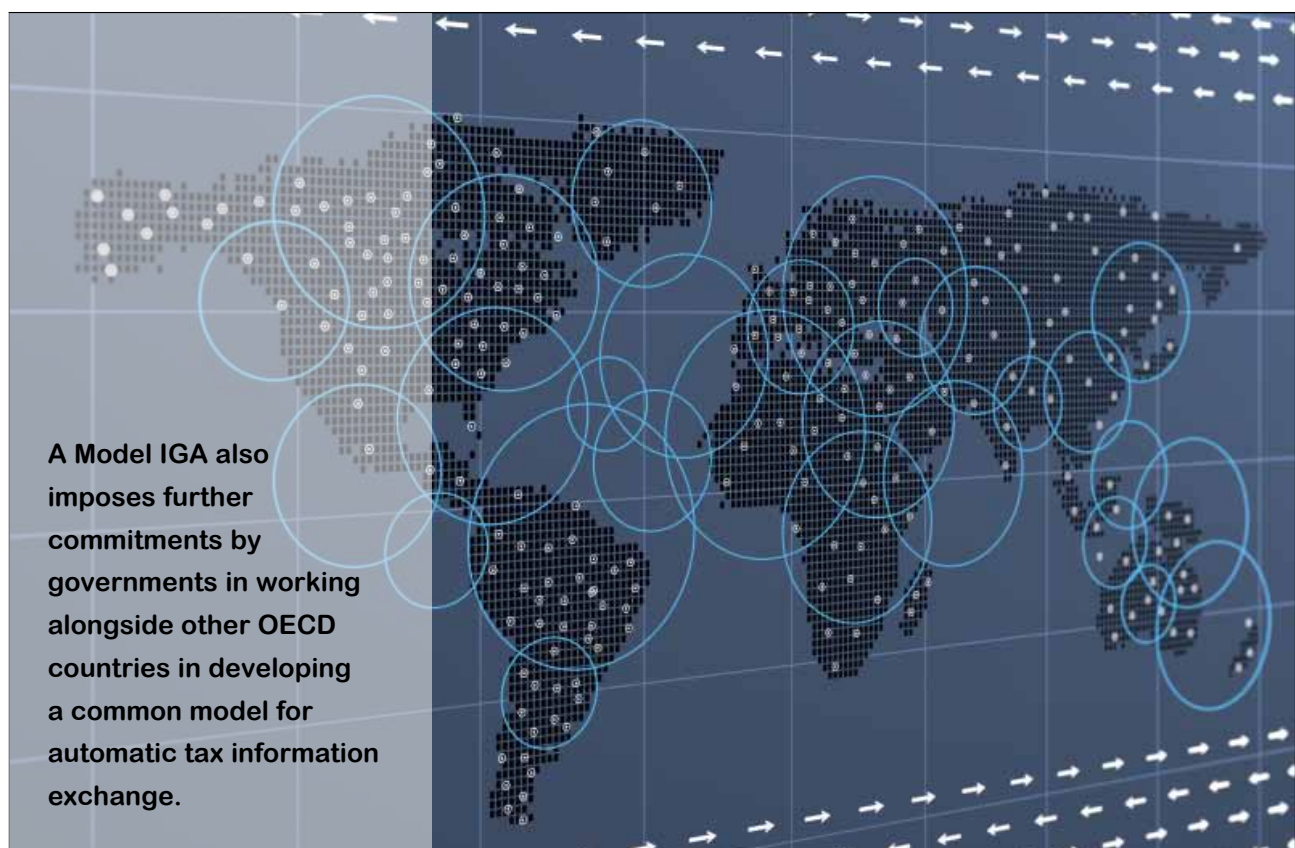 A Model IGA also
imposes further
commitments by
governments in working
alongside other OECD
countries in developing
a common model for
automatic tax information
exchange.